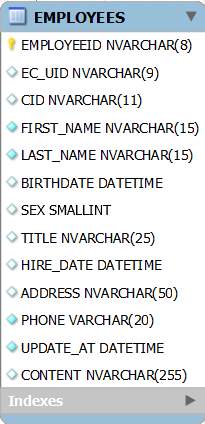 EMPLOYEES
EMPLOYEEID NVARCHAR(8)
EC_UID NVARCHAR(9)
CID NVARCHAR(11)
FIRST_NAME NVARCHAR(15)
LAST_NAME NVARCHAR(15)
BIRTHDATE DATETIME
SEX SMALLINT
TITLE NVARCHAR(25)
HIRE_DATE DATETIME
ADDRESS NVARCHAR(50)
PHONE VARCHAR(20)
UPDATE_AT DATETIME
CONTENT NVARCHAR(255)
Indexes